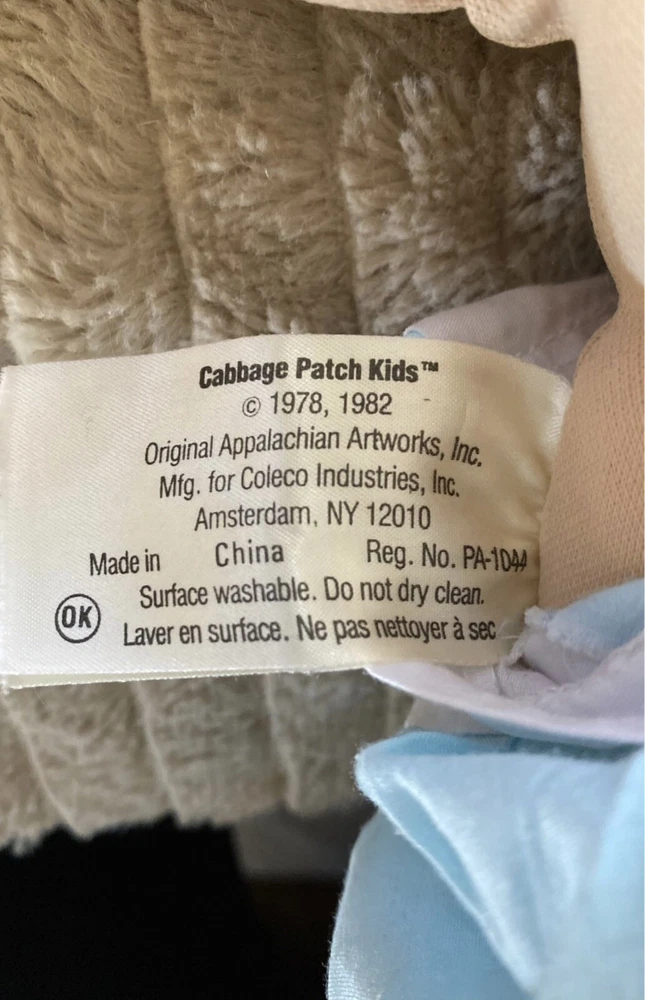 Cabbage Patch Kids™
© 1978, 1982
Original Appalachian Artworks, Inc.
Mfg. for Coleco Industries, Inc.
Amsterdam, NY 12010
Made in China Reg. No. PA-1044
Surface washable. Do not dry clean.
OK Laver en surface. Ne pas nettoyer à sec